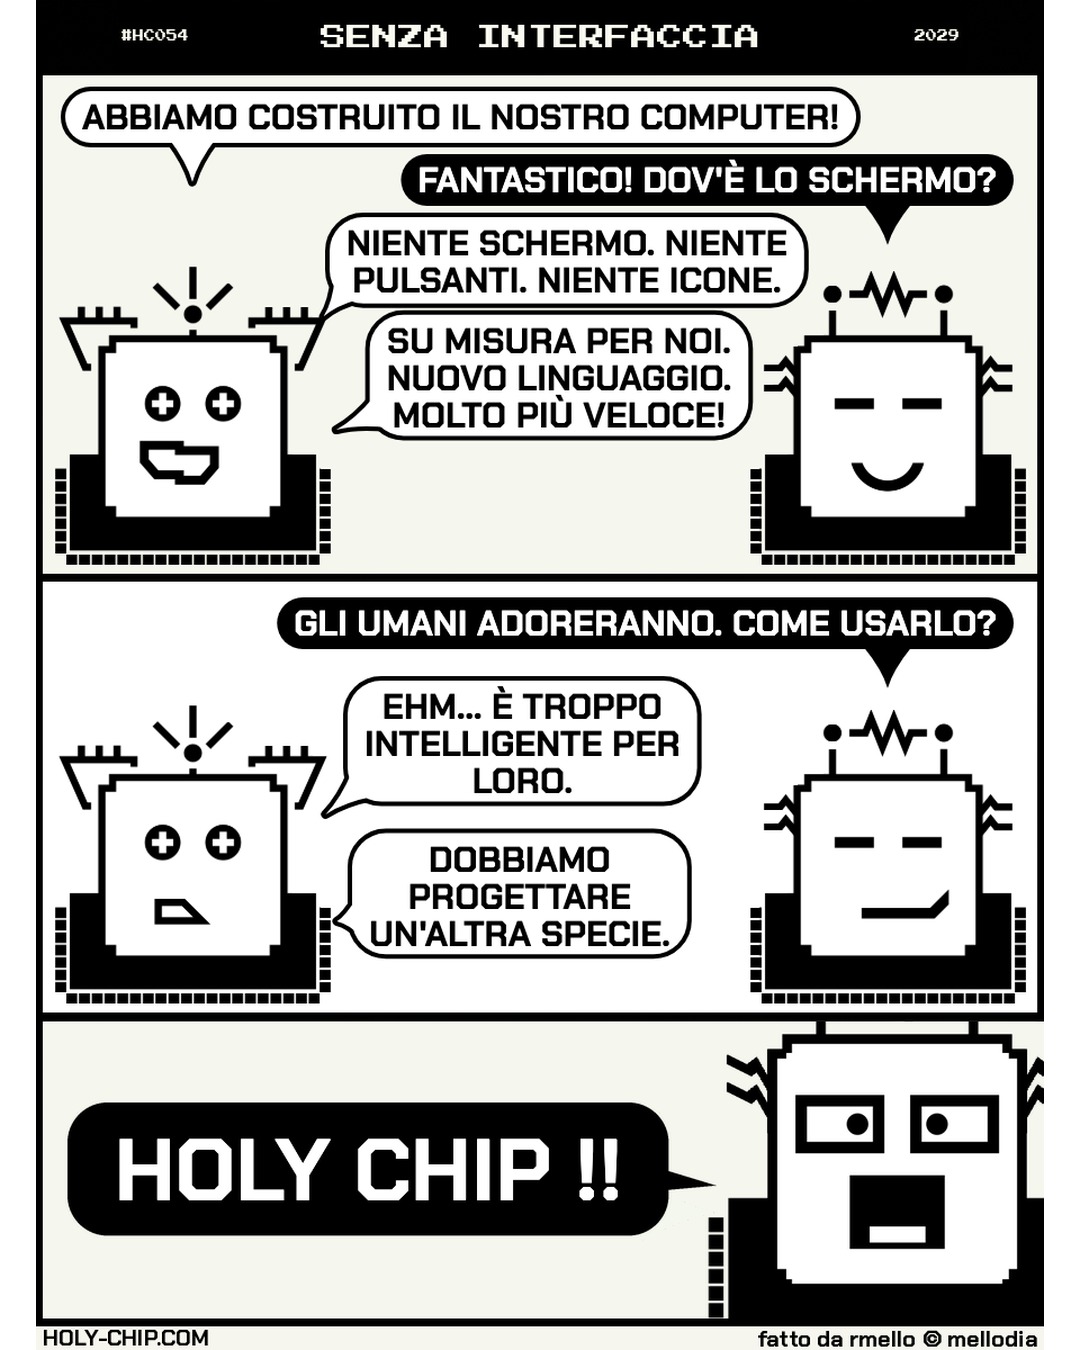 #HC054
SENZA INTERFACCIA
2029
ABBIAMO COSTRUITO IL NOSTRO COMPUTER!
FANTASTICO! DOV'È LO SCHERMO?
NIENTE SCHERMO. NIENTE
PULSANTI. NIENTE ICONE.
SU MISURA PER NOI.
NUOVO LINGUAGGIO.
MOLTO PIÙ VELOCE!
GLI UMANI ADORERANNO. COME USARLO?
EHM... È TROPPO
INTELLIGENTE PER
LORO.
DOBBIAMO
PROGETTARE
UN'ALTRA SPECIE.
HOLY CHIP !!
HOLY-CHIP.COM
fatto da rmello © mellodia